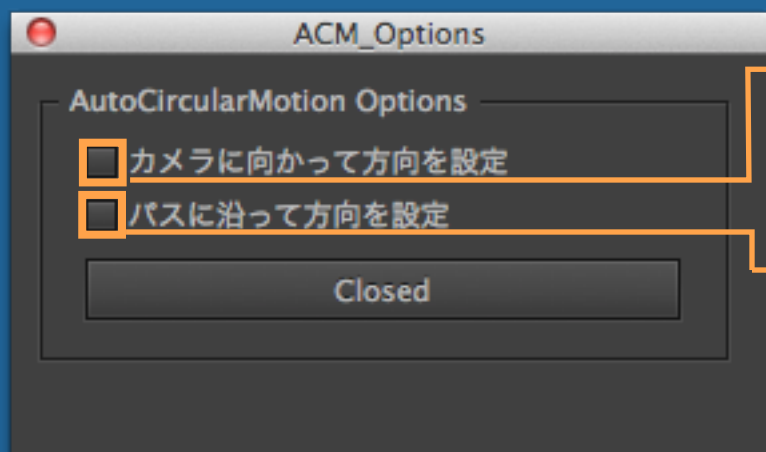 ACM_Options
AutoCircularMotion Options
カメラに向かって方向を設定
パスに沿って方向を設定
Closed